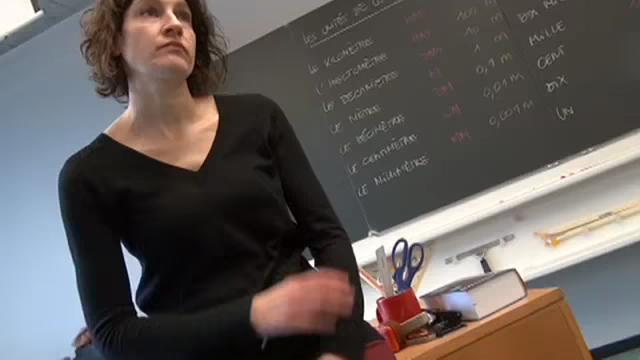 LES UNITÉS DE
LE KILOMÈTRE KM
L'HECTOMÈTRE HM 100 m DIX MILLE
LE DÉCAMÈTRE DAM 10 m MILLE
LE MÈTRE M 1 m CENT
LE DÉCIMÈTRE DM 0,1 m DIX
LE CENTIMÈTRE CM 0,01 m UN
LE MILLIMÈTRE MM 0,001 m